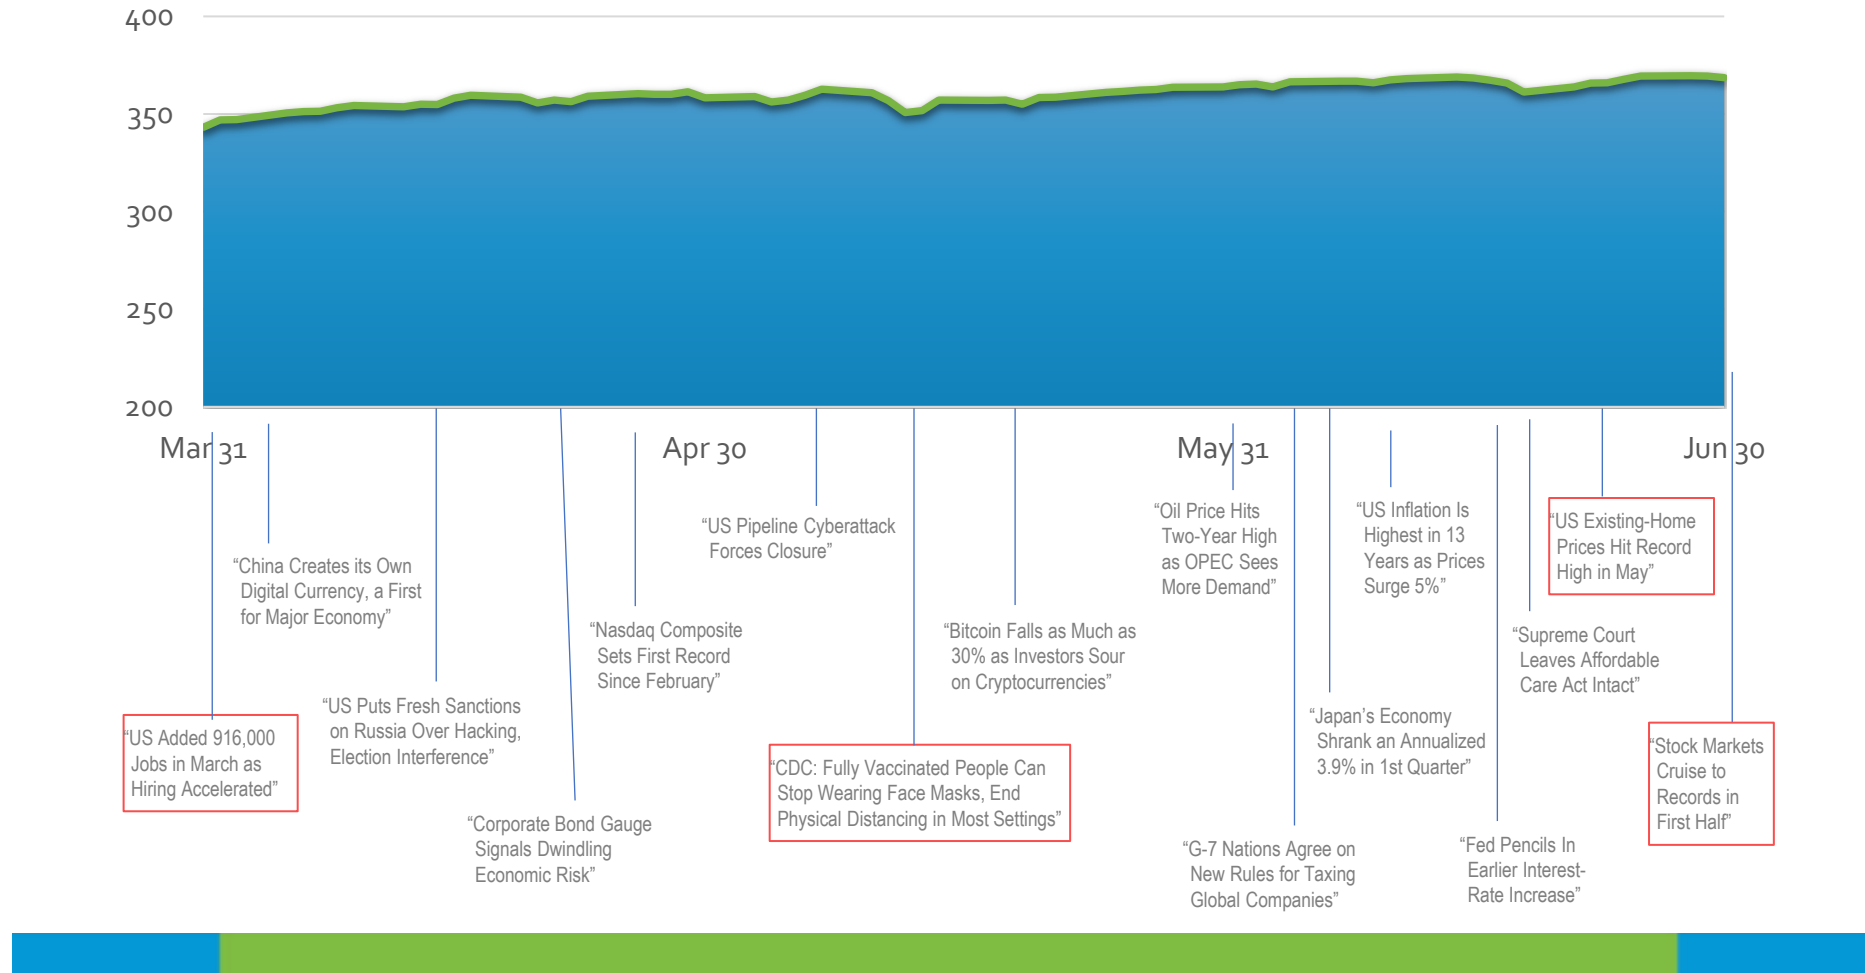 400
350
300
250
200
Mar 31
Apr 30
May 31
Jun 30
“US Added 916,000
Jobs in March as
Hiring Accelerated”
“China Creates its Own
Digital Currency, a First
for Major Economy”
“US Puts Fresh Sanctions
on Russia Over Hacking,
Election Interference”
“Corporate Bond Gauge
Signals Dwindling
Economic Risk”
“Nasdaq Composite
Sets First Record
Since February”
“US Pipeline Cyberattack
Forces Closure”
“CDC: Fully Vaccinated People Can
Stop Wearing Face Masks, End
Physical Distancing in Most Settings”
“Bitcoin Falls as Much as
30% as Investors Sour
on Cryptocurrencies”
“Oil Price Hits
Two-Year High
as OPEC Sees
More Demand”
“G-7 Nations Agree on
New Rules for Taxing
Global Companies”
“Japan’s Economy
Shrank an Annualized
3.9% in 1st Quarter”
“US Inflation Is
Highest in 13
Years as Prices
Surge 5%”
“Fed Pencils In
Earlier Interest-
Rate Increase”
“Supreme Court
Leaves Affordable
Care Act Intact”
“US Existing-Home
Prices Hit Record
High in May”
“Stock Markets
Cruise to
Records in
First Half”